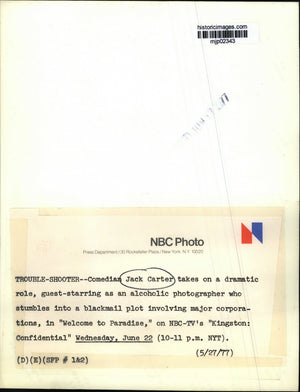 historicimages.com
mjp02343
NBC Photo
Press Department/30 Rockefeller Plaza/New York, N.Y. 10020
TROUBLE-SHOOTER--Comedian Jack Carter takes on a dramatic
role, guest-starring as an alcoholic photographer who
stumbles into a blackmail plot involving major corpora-
tions, in "Welcome to Paradise," on NBC-TV's "Kingston:
Confidential" Wednesday, June 22 (10-11 p.m. NYT).
(5/27/77)
(D)(E)(SFP # 1&2)